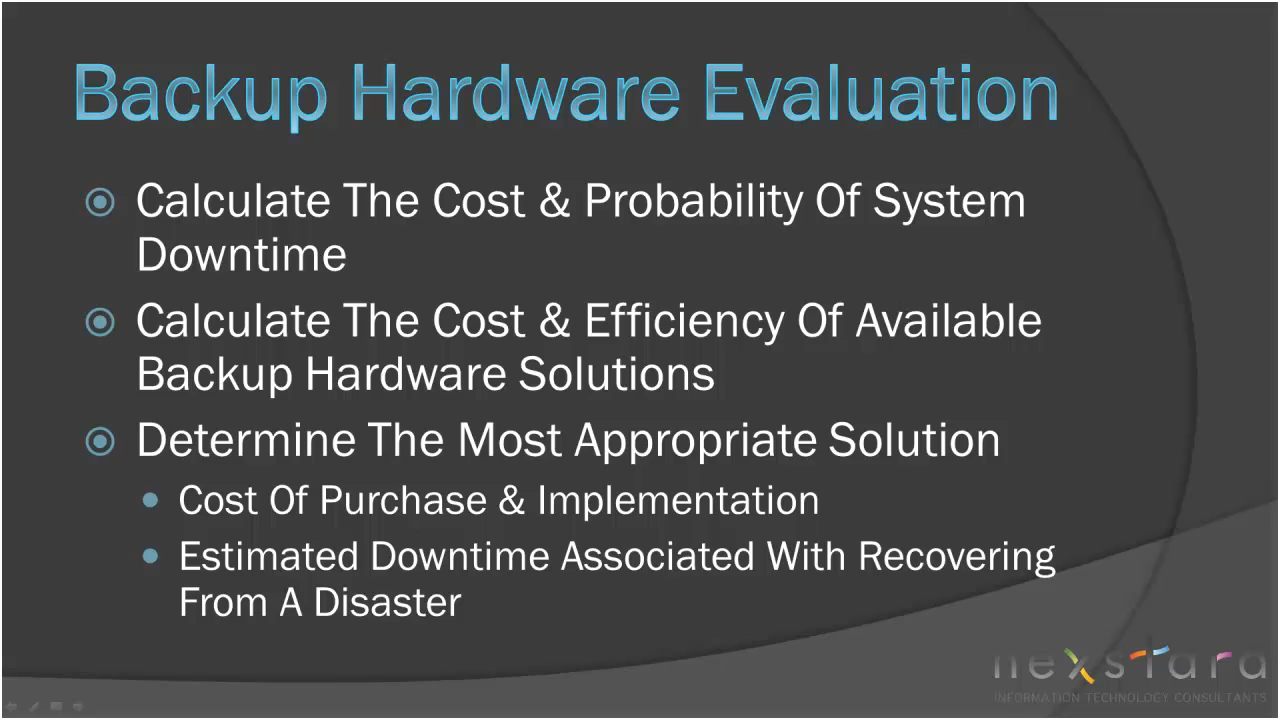 Backup Hardware Evaluation
Calculate The Cost & Probability Of System
Downtime
Calculate The Cost & Efficiency Of Available
Backup Hardware Solutions
Determine The Most Appropriate Solution
Cost Of Purchase & Implementation
Estimated Downtime Associated With Recovering
From A Disaster
nexstara
INFORMATION TECHNOLOGY CONSULTANTS